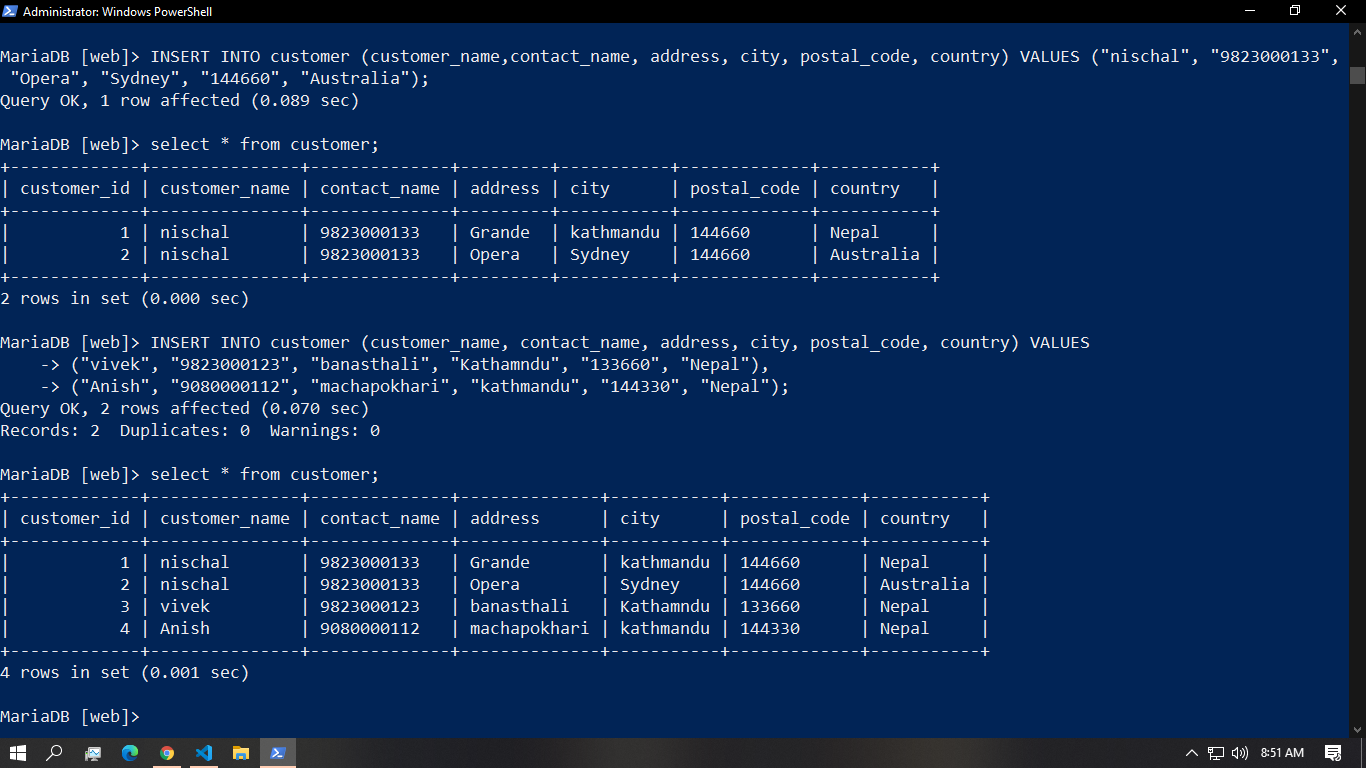 Administrator: Windows PowerShell
MariaDB [web]> INSERT INTO customer (customer_name,contact_name, address, city, postal_code, country) VALUES ("nischal", "9823000133",
 "Opera", "Sydney", "144660", "Australia");
Query OK, 1 row affected (0.089 sec)
MariaDB [web]> select * from customer;
+-------------+---------------+--------------+---------+-----------+-------------+-----------+
| customer_id | customer_name | contact_name | address | city      | postal_code | country   |
+-------------+---------------+--------------+---------+-----------+-------------+-----------+
|           1 | nischal       | 9823000133   | Grande  | kathmandu | 144660      | Nepal     |
|           2 | nischal       | 9823000133   | Opera   | Sydney    | 144660      | Australia |
+-------------+---------------+--------------+---------+-----------+-------------+-----------+
2 rows in set (0.000 sec)
MariaDB [web]> INSERT INTO customer (customer_name, contact_name, address, city, postal_code, country) VALUES
    -> ("vivek", "9823000123", "banasthali", "Kathamndu", "133660", "Nepal"),
    -> ("Anish", "9080000112", "machapokhari", "kathmandu", "144330", "Nepal");
Query OK, 2 rows affected (0.070 sec)
Records: 2  Duplicates: 0  Warnings: 0
MariaDB [web]> select * from customer;
+-------------+---------------+--------------+--------------+-----------+-------------+-----------+
| customer_id | customer_name | contact_name | address      | city      | postal_code | country   |
+-------------+---------------+--------------+--------------+-----------+-------------+-----------+
|           1 | nischal       | 9823000133   | Grande       | kathmandu | 144660      | Nepal     |
|           2 | nischal       | 9823000133   | Opera        | Sydney    | 144660      | Australia |
|           3 | vivek         | 9823000123   | banasthali   | Kathamndu | 133660      | Nepal     |
|           4 | Anish         | 9080000112   | machapokhari | kathmandu | 144330      | Nepal     |
+-------------+---------------+--------------+--------------+-----------+-------------+-----------+
4 rows in set (0.001 sec)
MariaDB [web]>
8:51 AM